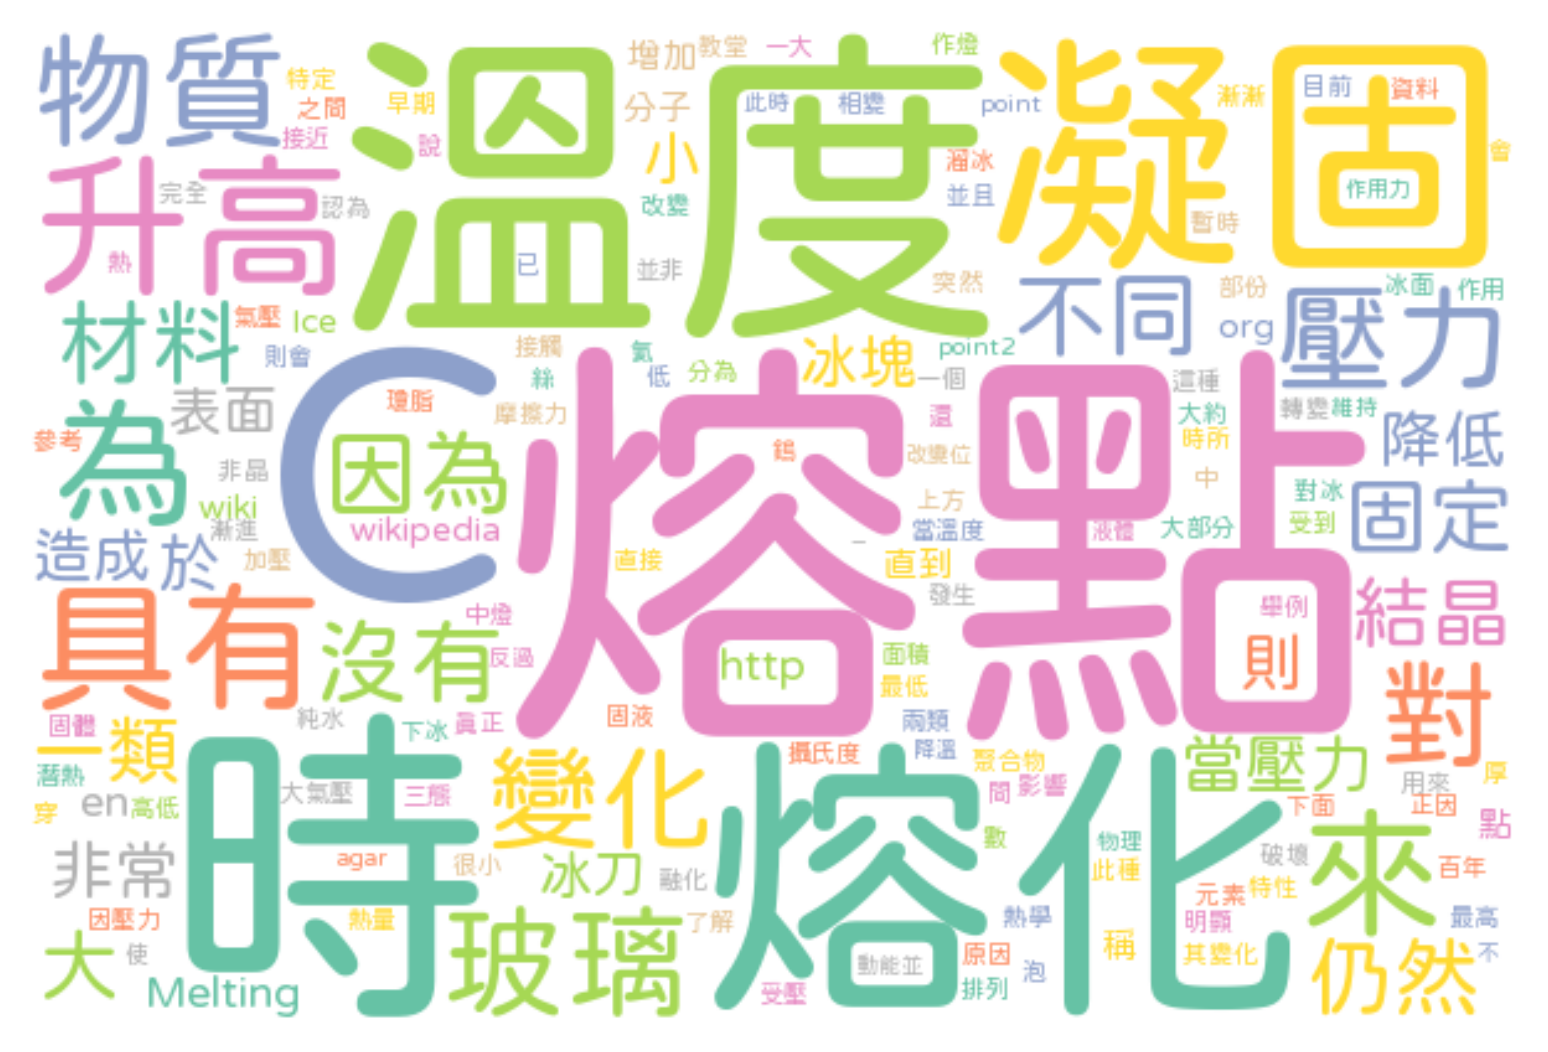 物質
特定
之間
接近
早期
說
溫度
增加
教堂
一大
作燈
分子
小
此時
相變
point
凝固
漸漸
目前
資料
會
作用力
升高
完全
認為
熱
改變
並非
已
溜冰
並且
突然
暫時
不同
部份
冰面
作用
org
壓力
材料
氣壓
Ice
則會
接觸
氦
絲
低
分為
冰塊
point2
一個
這種
轉變
維持
表面
C
瓊脂
摩擦力
還
大約
時所
降低
參考
為
非晶
wiki
漸進
因為
wikipedia
熔點
鎢
改變位
上方
當溫度
中
對冰
受到
大部分
液體
固定
造成
於
加壓
直接
直到
發生
舉例
結晶
具有
沒有
中燈
反過
http
面積
最低
則
對
固體
一類
潛熱
純水
下冰
真正
固液
兩類
降溫
攝氏度
聚合物
問
影響
當壓力
用來
厚
正因
點
穿
en
高低
時
大氣壓
三態
變化
熔化
數
物理
此種
下面
破壞
來
百年
非常
agar
很小
冰刀
融化
元素
特性
因壓力
熱量
玻璃
了解
熱學
明顯
最高
大
使
Melting
受壓
動能並
原因
排列
泡
稱
其變化
仍然
不